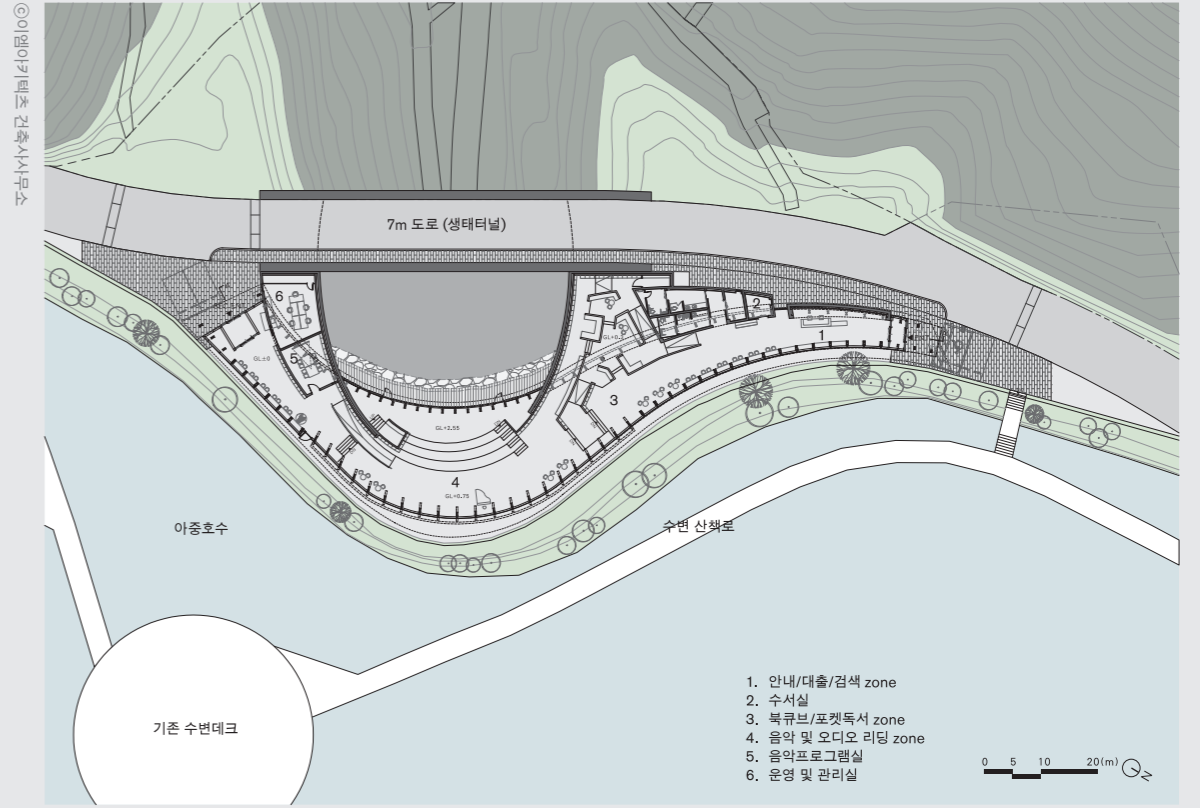 ©이엠아키텍츠 건축사사무소
7m 도로 (생태터널)
6
1
2
GL±0
5
1
3
GL+2.55
4
GL+0.75
아중호수
수변 산책로
기존 수변데크
1. 안내/대출/검색 zone
2. 수서실
3. 북큐브/포켓독서 zone
4. 음악 및 오디오 리딩 zone
5. 음악프로그램실
6. 운영 및 관리실
0 5 10 20(m)
N